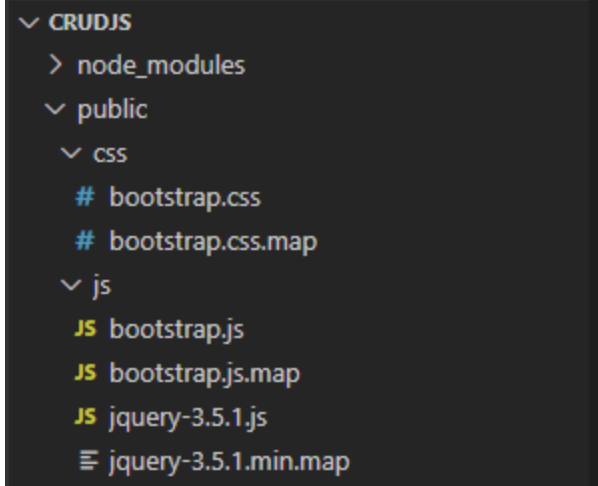 CRUDJS
node_modules
public
css
# bootstrap.css
# bootstrap.css.map
js
JS bootstrap.js
JS bootstrap.js.map
JS jquery-3.5.1.js
jquery-3.5.1.min.map